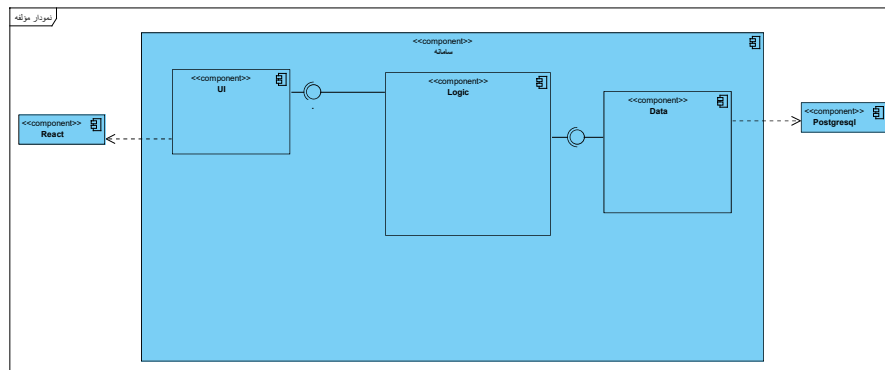 نمودار مؤلفه
<<component>>
سامانه
<<component>>
UI
<<component>>
Logic
<<component>>
Data
<<component>>
React
<<component>>
Postgresql